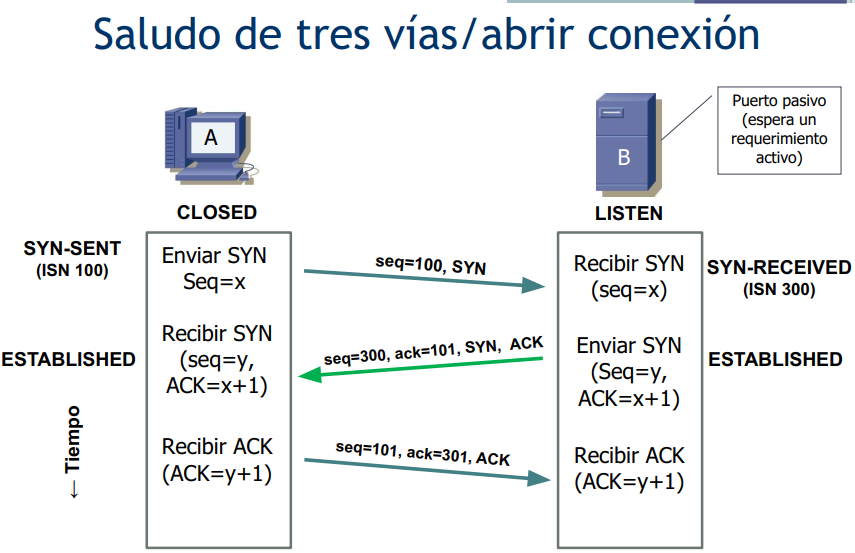 Saludo de tres vías/abrir conexión
A
B
Puerto pasivo
(espera un
requerimiento
activo)
CLOSED
LISTEN
SYN-SENT
(ISN 100)
Enviar SYN
Seq=x
seq=100, SYN
Recibir SYN
(seq=x)
SYN-RECEIVED
(ISN 300)
ESTABLISHED
Recibir SYN
(seq=y,
ACK=x+1)
seq=300, ack=101, SYN, ACK
Enviar SYN
(Seq=y,
ACK=x+1)
ESTABLISHED
← Tiempo
Recibir ACK
(ACK=y+1)
seq=101, ack=301, ACK
Recibir ACK
(ACK=y+1)